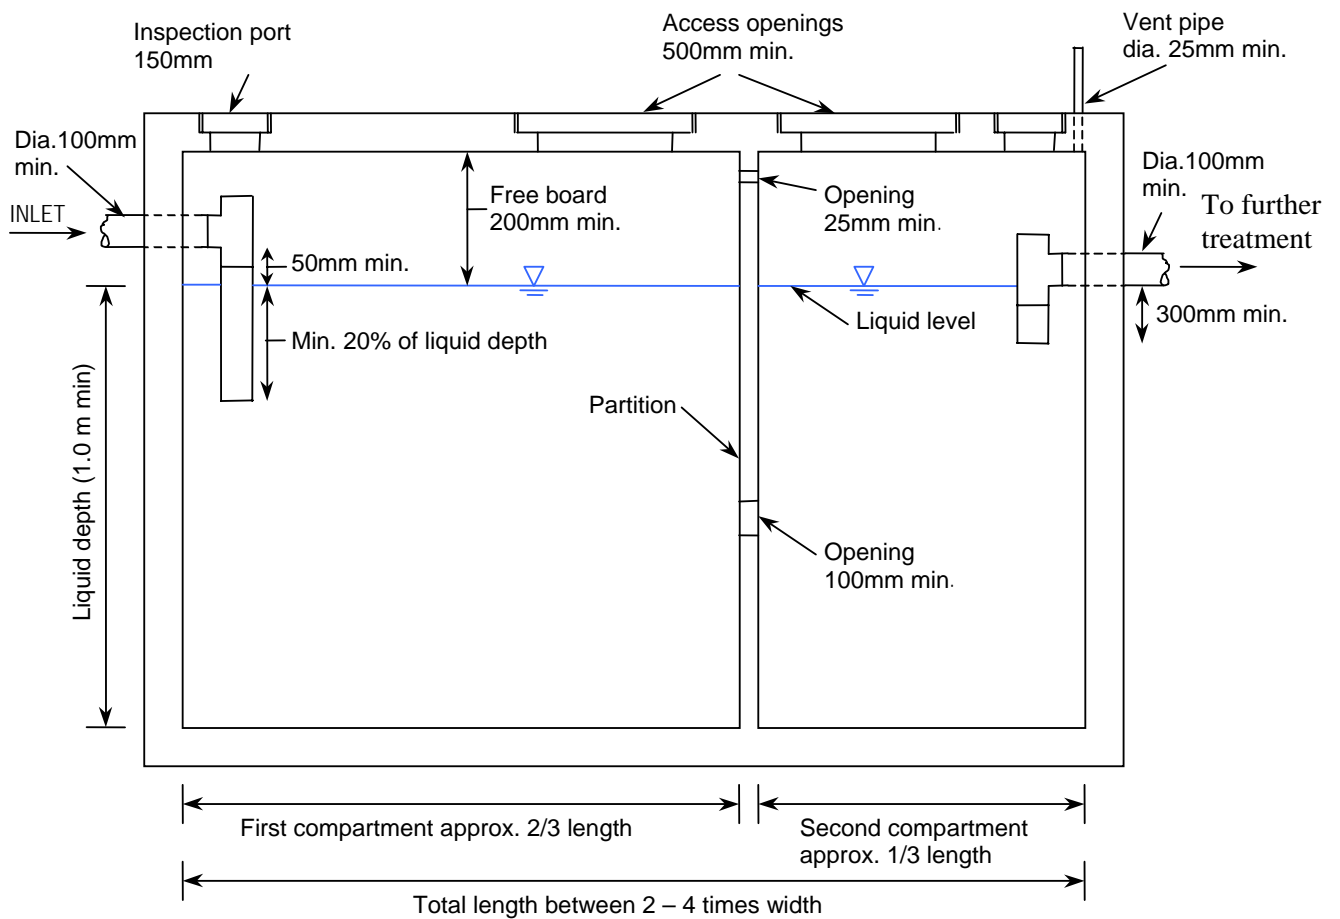 Inspection port
150mm
Access openings
500mm min.
Vent pipe
dia. 25mm min.
Dia.100mm
min.
INLET
Free board
200mm min.
50mm min.
Min. 20% of liquid depth
Opening
25mm min.
Dia.100mm
min.
To further
treatment
Liquid level
300mm min.
Partition
Opening
100mm min.
Liquid depth (1.0 m min)
First compartment approx. 2/3 length
Second compartment
approx. 1/3 length
Total length between 2 – 4 times width